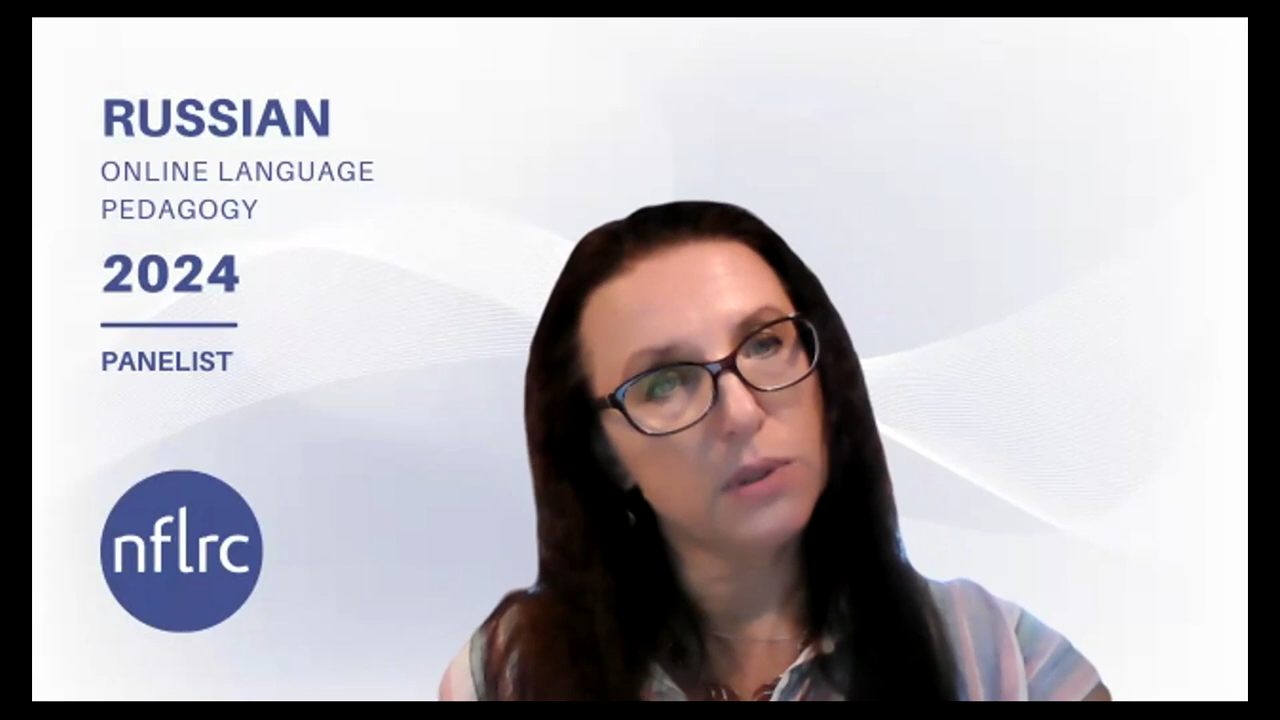 RUSSIAN
ONLINE LANGUAGE
PEDAGOGY
2024
PANELIST
nflrc